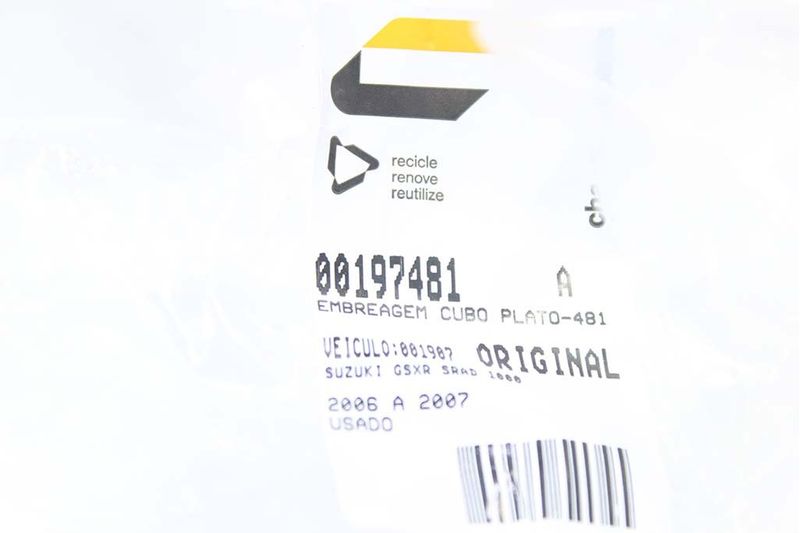 recicle
renove
reutilize
00197481 A
EMBREAGEM CUBO PLATO-481
VEICULO:001907 ORIGINAL
SUZUKI GSXR SRAD 1000
2006 A 2007
USADO